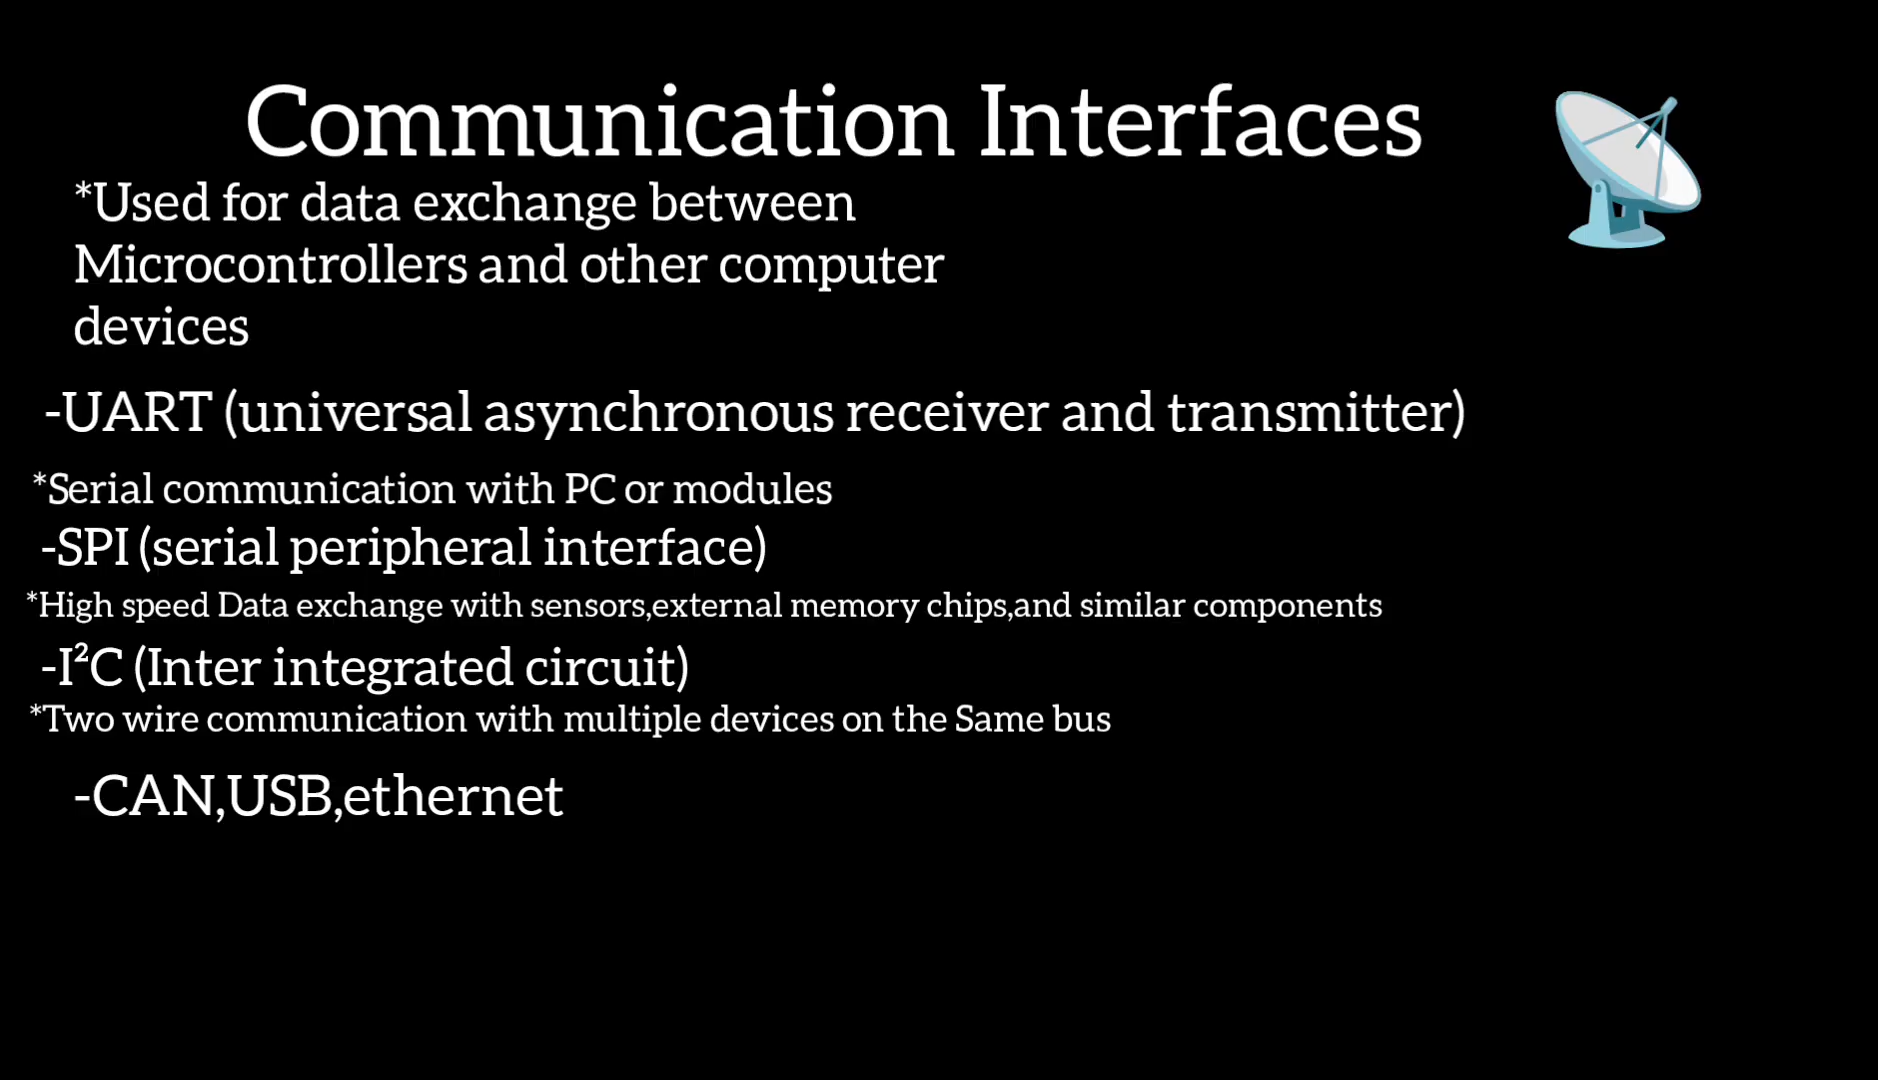 Communication Interfaces
*Used for data exchange between
Microcontrollers and other computer
devices
-UART (universal asynchronous receiver and transmitter)
*Serial communication with PC or modules
-SPI (serial peripheral interface)
*High speed Data exchange with sensors,external memory chips,and similar components
-I²C (Inter integrated circuit)
*Two wire communication with multiple devices on the Same bus
-CAN,USB,ethernet